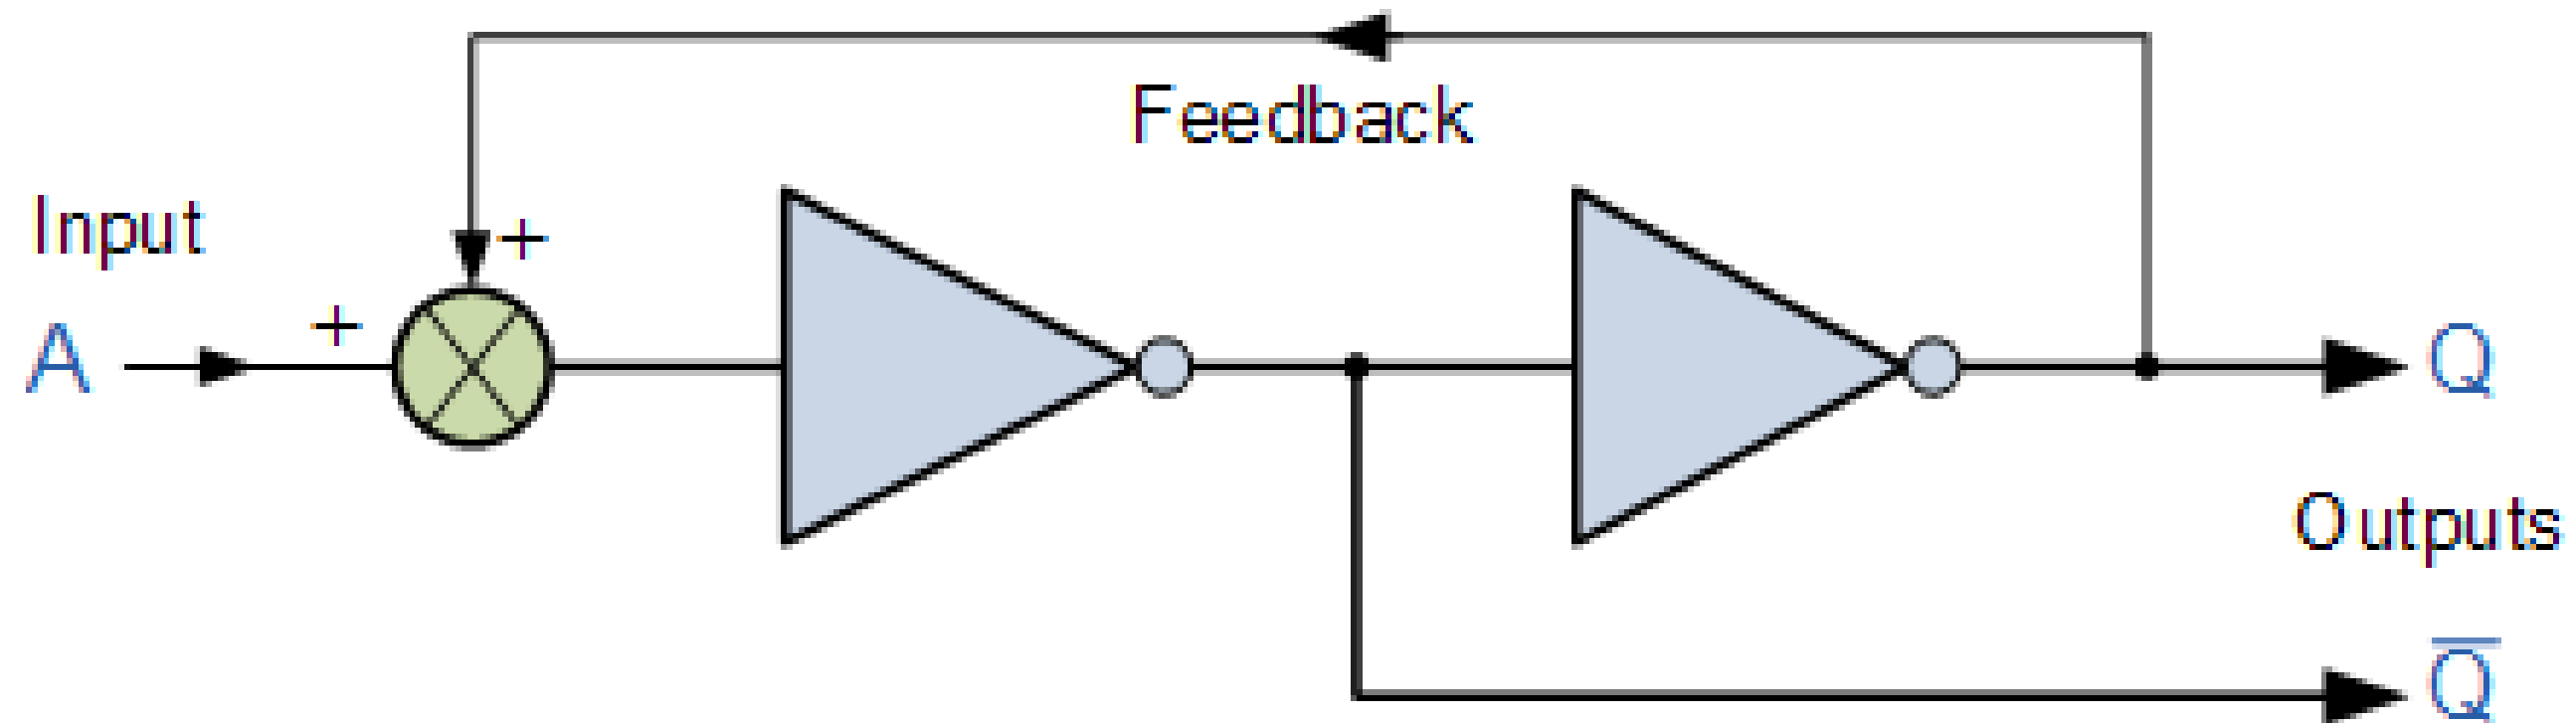 Feedback
Input
+
+
A
Q
Outputs
Q̅